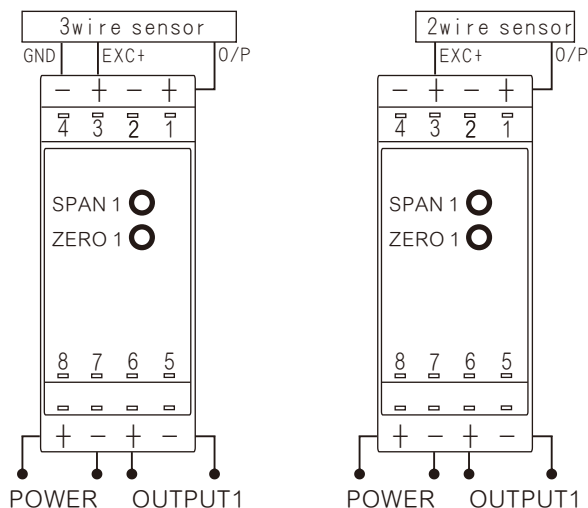 3wire sensor
GND EXC+ O/P
− + − +
4 3 2 1
SPAN 1
ZERO 1
8 7 6 5
+ − + −
POWER OUTPUT1
2wire sensor
EXC+ O/P
− + − +
4 3 2 1
SPAN 1
ZERO 1
8 7 6 5
+ − + −
POWER OUTPUT1